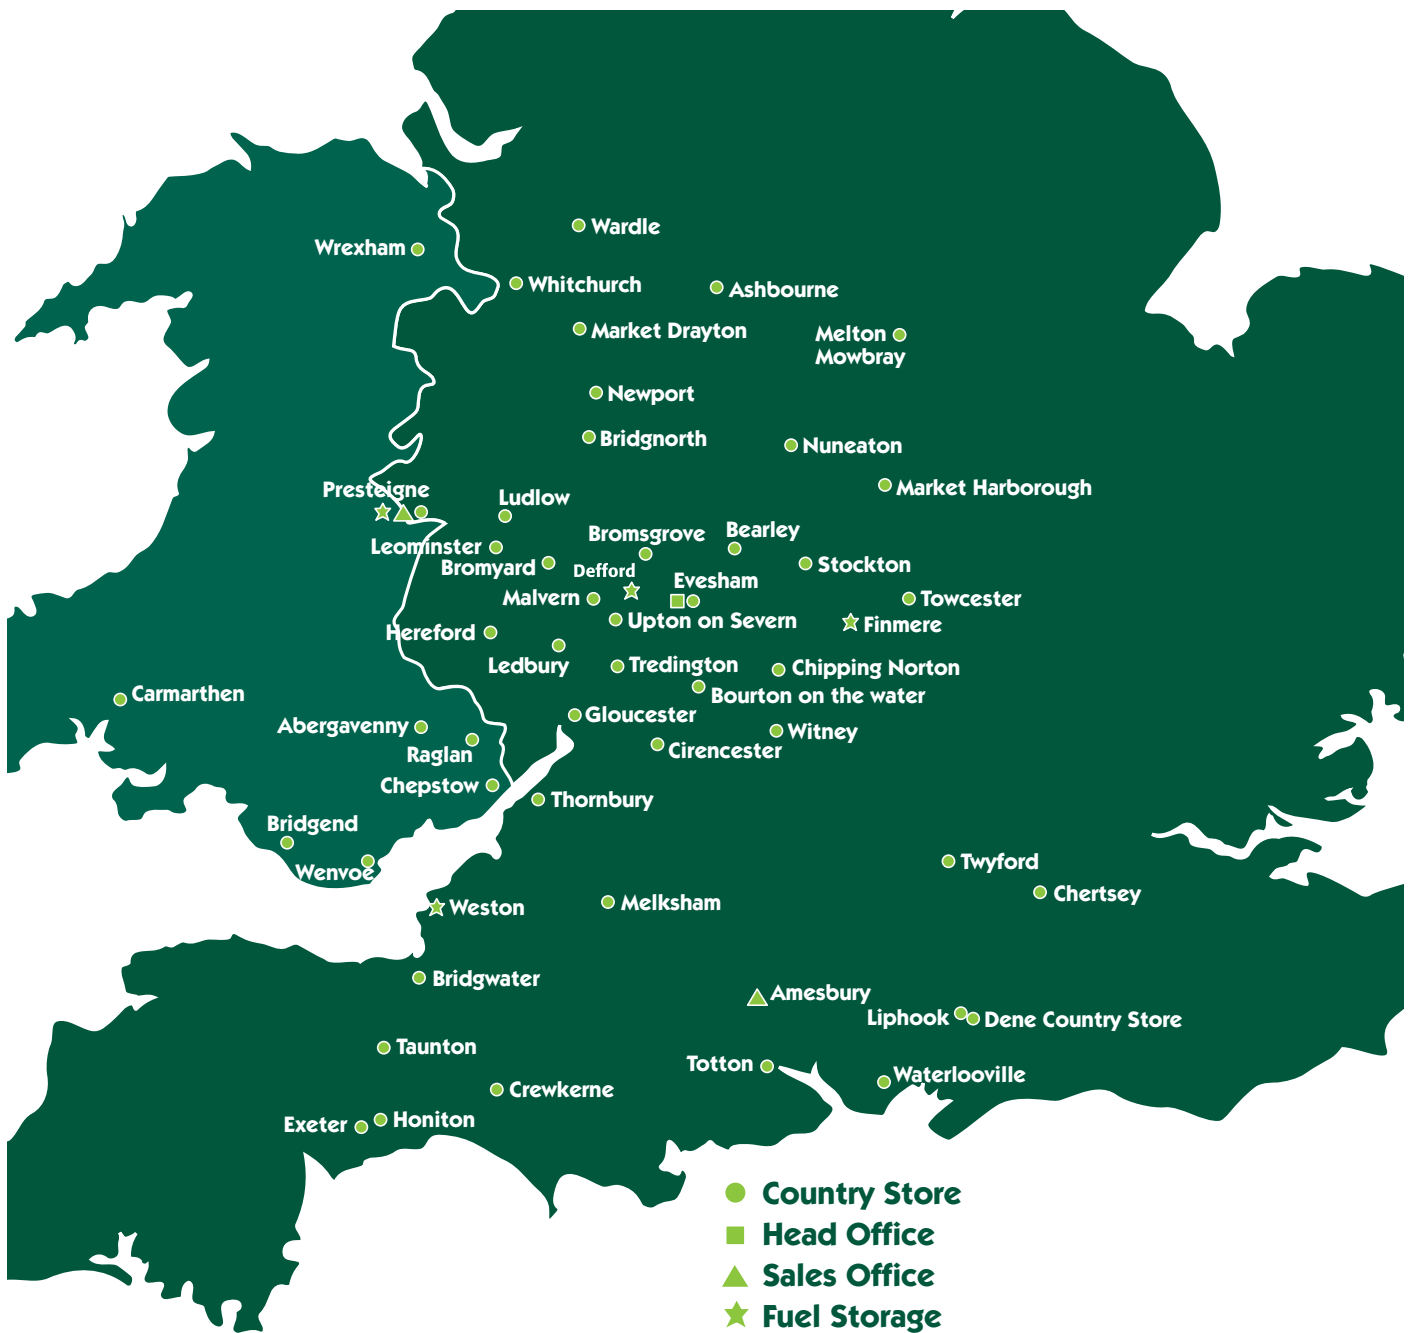 Wardle
Wrexham
Whitchurch
Ashbourne
Market Drayton
Melton
Mowbray
Newport
Bridgnorth
Nuneaton
Market Harborough
Presteigne
Ludlow
Bromsgrove
Bearley
Leominster
Bromyard
Defford
Stockton
Evesham
Malvern
Towcester
Upton on Severn
Finmere
Hereford
Ledbury
Tredington
Chipping Norton
Bourton on the water
Carmarthen
Gloucester
Abergavenny
Witney
Raglan
Cirencester
Chepstow
Thornbury
Bridgend
Wenvoe
Twyford
Chertsey
Melksham
Weston
Bridgwater
Amesbury
Liphook
Dene Country Store
Taunton
Totton
Waterlooville
Crewkerne
Honiton
Exeter
Country Store
Head Office
Sales Office
Fuel Storage